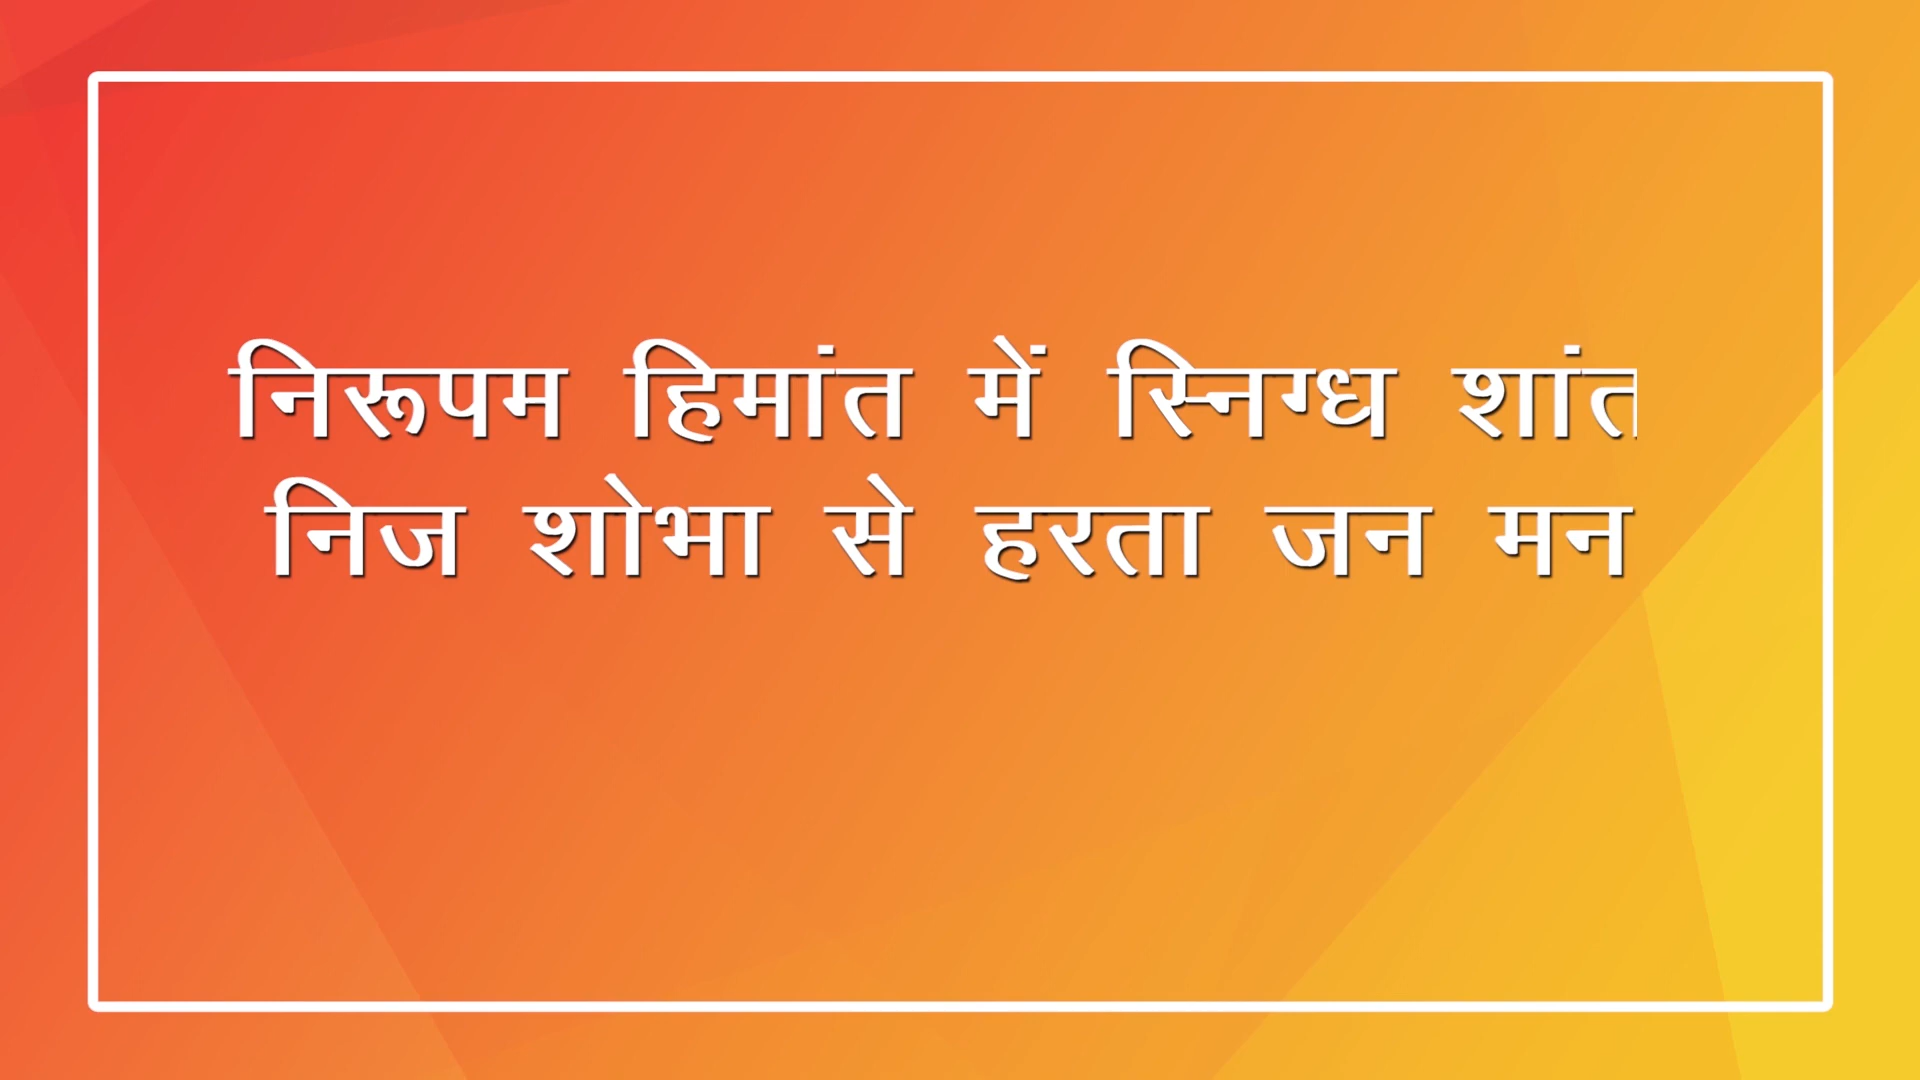 निरूपम हिमांत में स्निग्ध शांत
निज शोभा से हरता जन मन